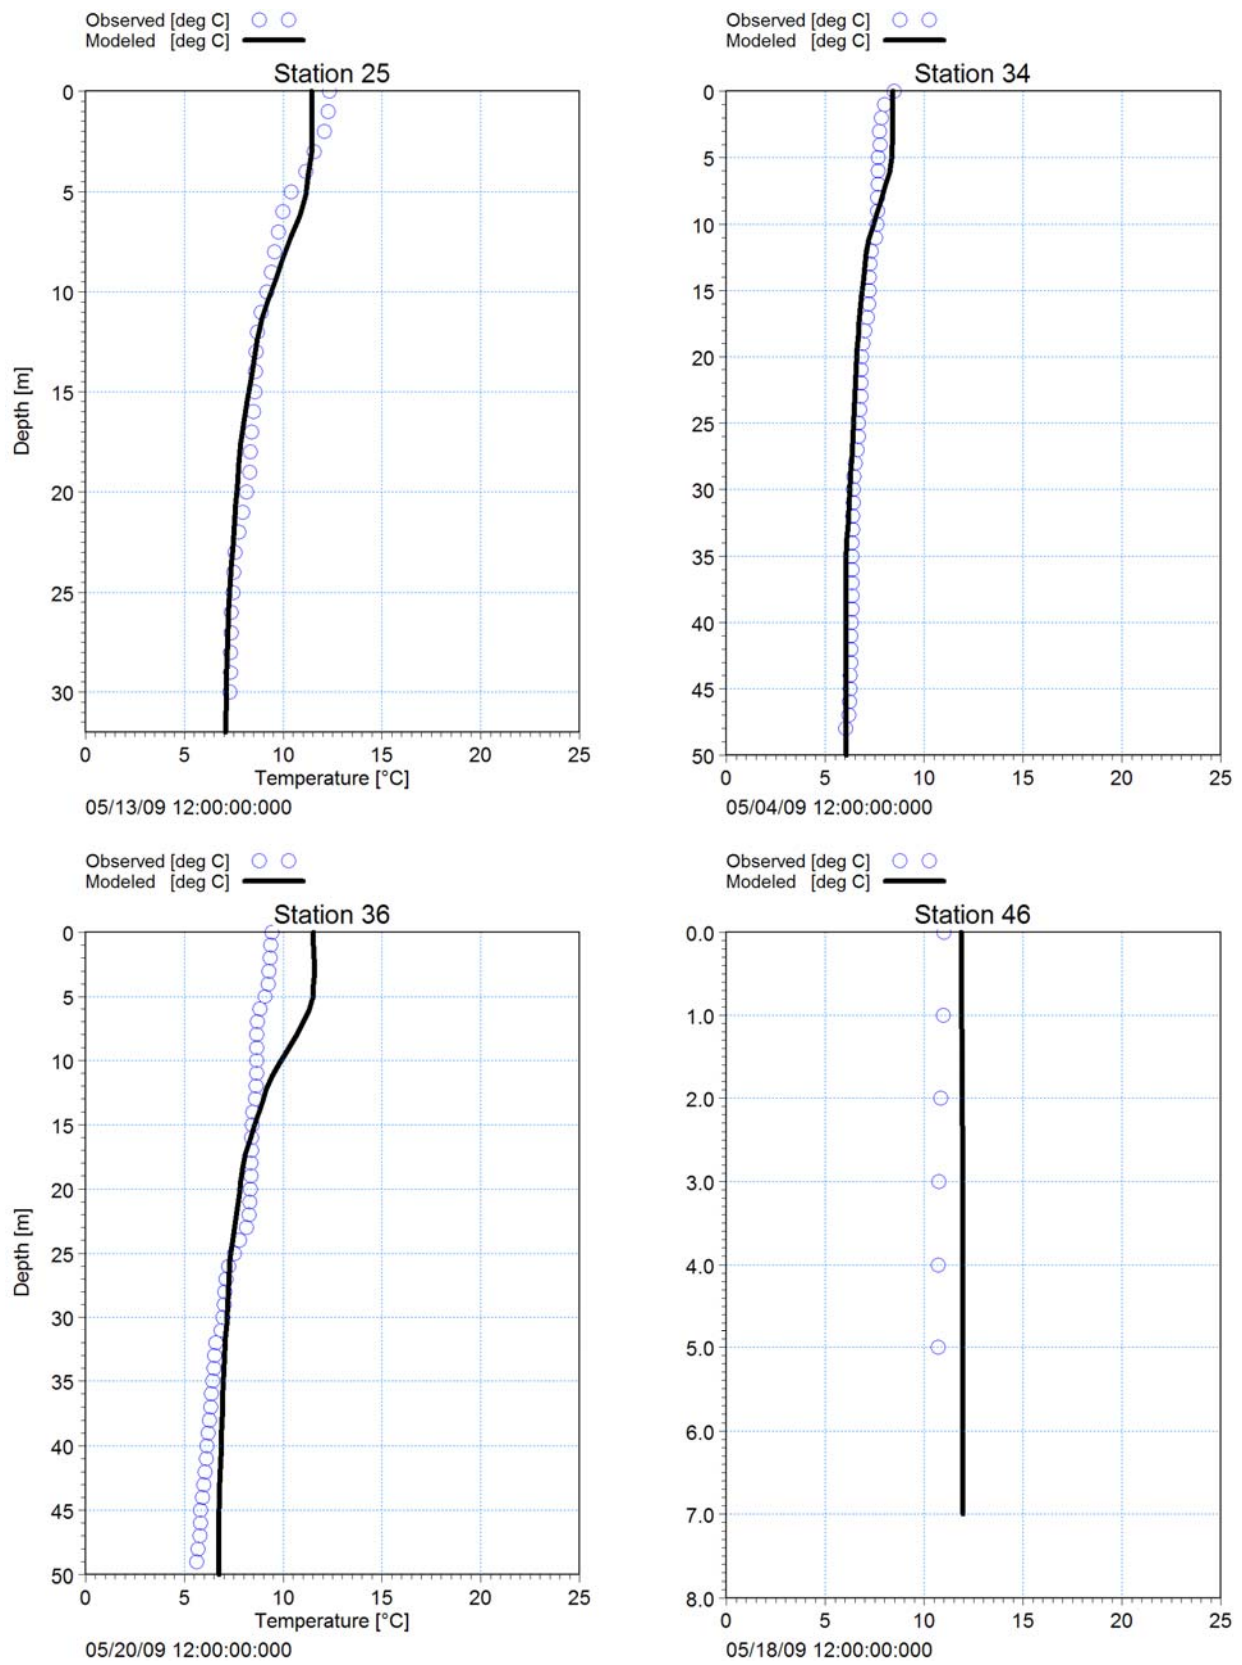 Observed [deg C]
Modeled [deg C]
Station 25
0
5
10
15
20
25
30
Depth [m]
0 5 10 15 20 25
Temperature [°C]
05/13/09 12:00:00:000
Observed [deg C]
Modeled [deg C]
Station 34
0
5
10
15
20
25
30
35
40
45
50
0 5 10 15 20 25
05/04/09 12:00:00:000
Observed [deg C]
Modeled [deg C]
Station 36
0
5
10
15
20
25
30
35
40
45
50
Depth [m]
0 5 10 15 20 25
Temperature [°C]
05/20/09 12:00:00:000
Observed [deg C]
Modeled [deg C]
Station 46
0.0
1.0
2.0
3.0
4.0
5.0
6.0
7.0
8.0
0 5 10 15 20 25
05/18/09 12:00:00:000